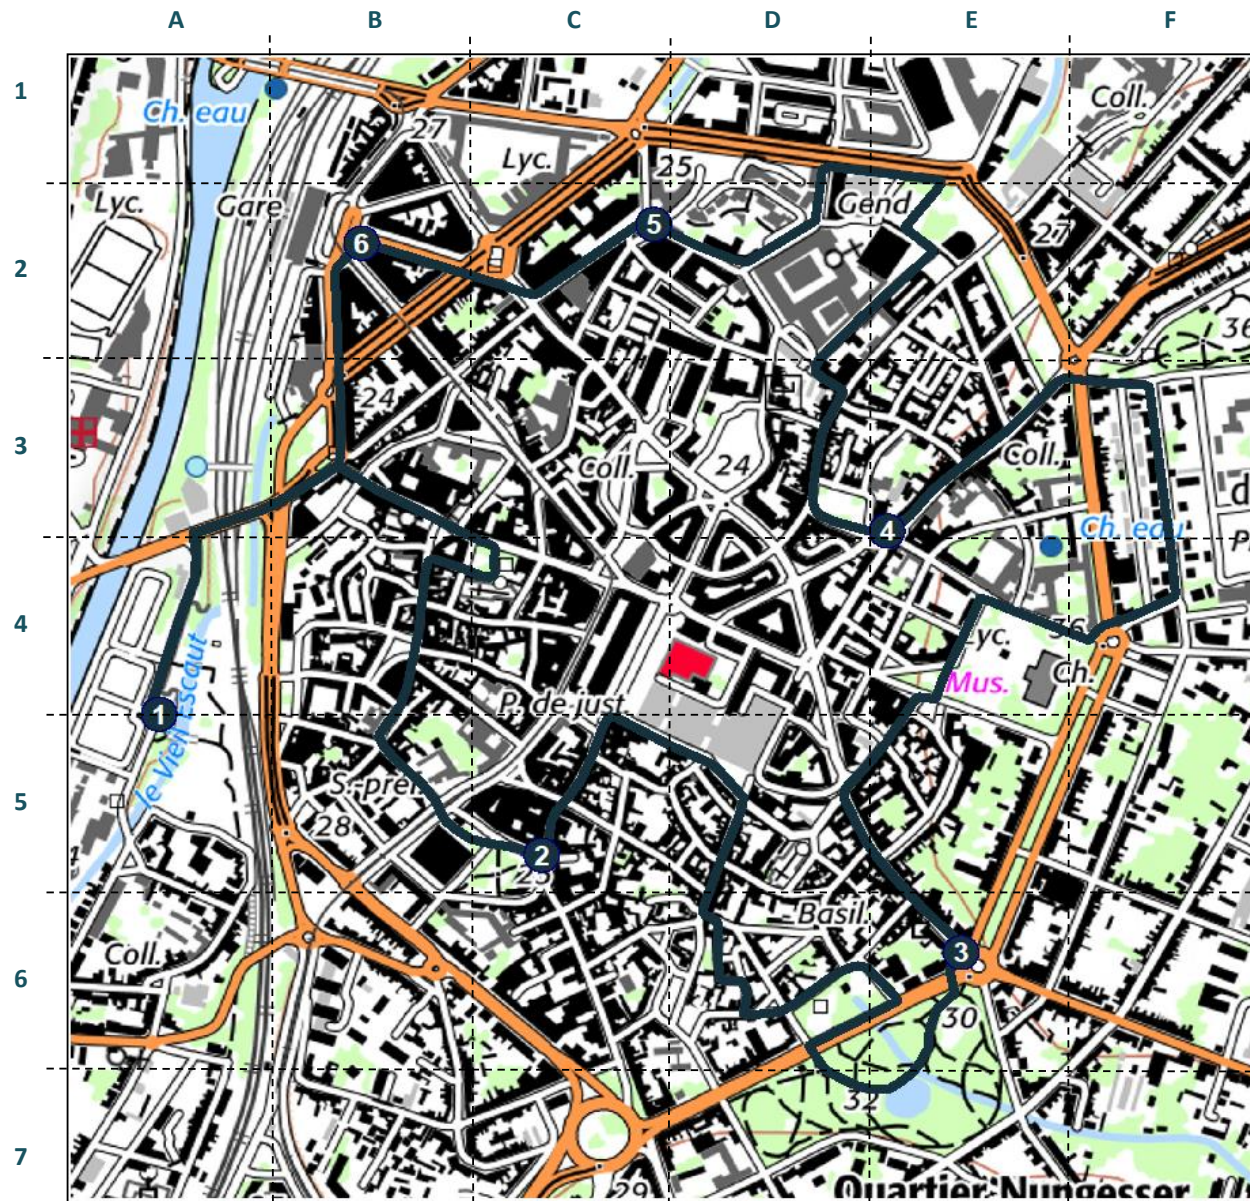 A B C D E F
1
Ch. eau
27
Lyc.
25
Coll.
Lyc.
Gare
Gend
27
2
5
6
36
24
3
Coll.
24
Coll.
4
Ch. eau
4
Lyc.
36
Mus.
Ch.
P. de just.
1
le Vieil Escaut
5
S.-préf.
28
2
Basil.
6
Coll.
3
30
32
7
29
Quartier Nungesser